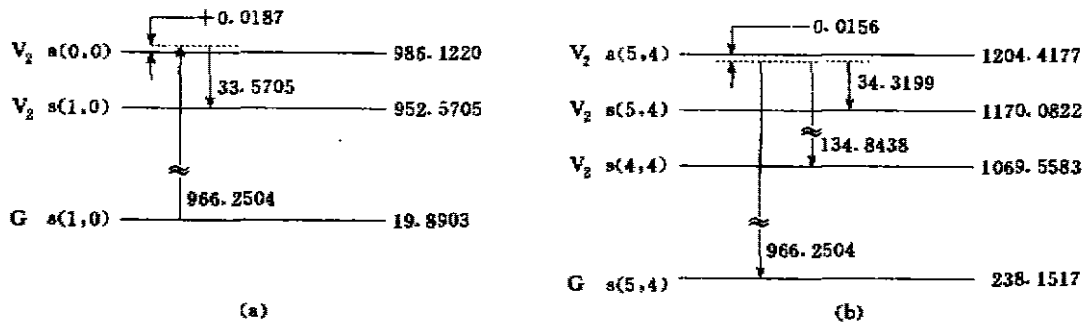 +0.0187
V₂ a(0,0) 986.1220
33.5705
V₂ s(1,0) 952.5705
966.2504
G s(1,0) 19.8903
(a)
-0.0156
V₂ a(5,4) 1204.4177
34.3199
V₂ s(5,4) 1170.0822
134.8438
V₂ s(4,4) 1069.5583
966.2504
G s(5,4) 238.1517
(b)